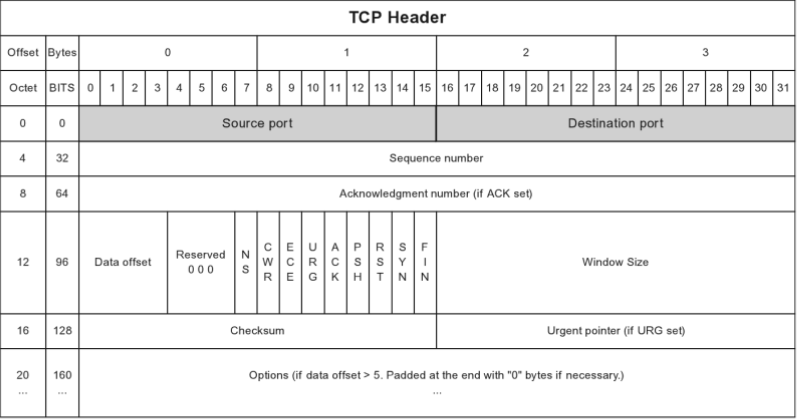 TCP Header
Offset Bytes 0 1 2 3
Octet BITS 0 1 2 3 4 5 6 7 8 9 10 11 12 13 14 15 16 17 18 19 20 21 22 23 24 25 26 27 28 29 30 31
0 0 Source port Destination port
4 32 Sequence number
8 64 Acknowledgment number (if ACK set)
12 96 Data offset Reserved 0 0 0 NS CWR ECE URG ACK PSH RST SYN FIN Window Size
16 128 Checksum Urgent pointer (if URG set)
20 160 Options (if data offset > 5. Padded at the end with "0" bytes if necessary.)
... ... ...